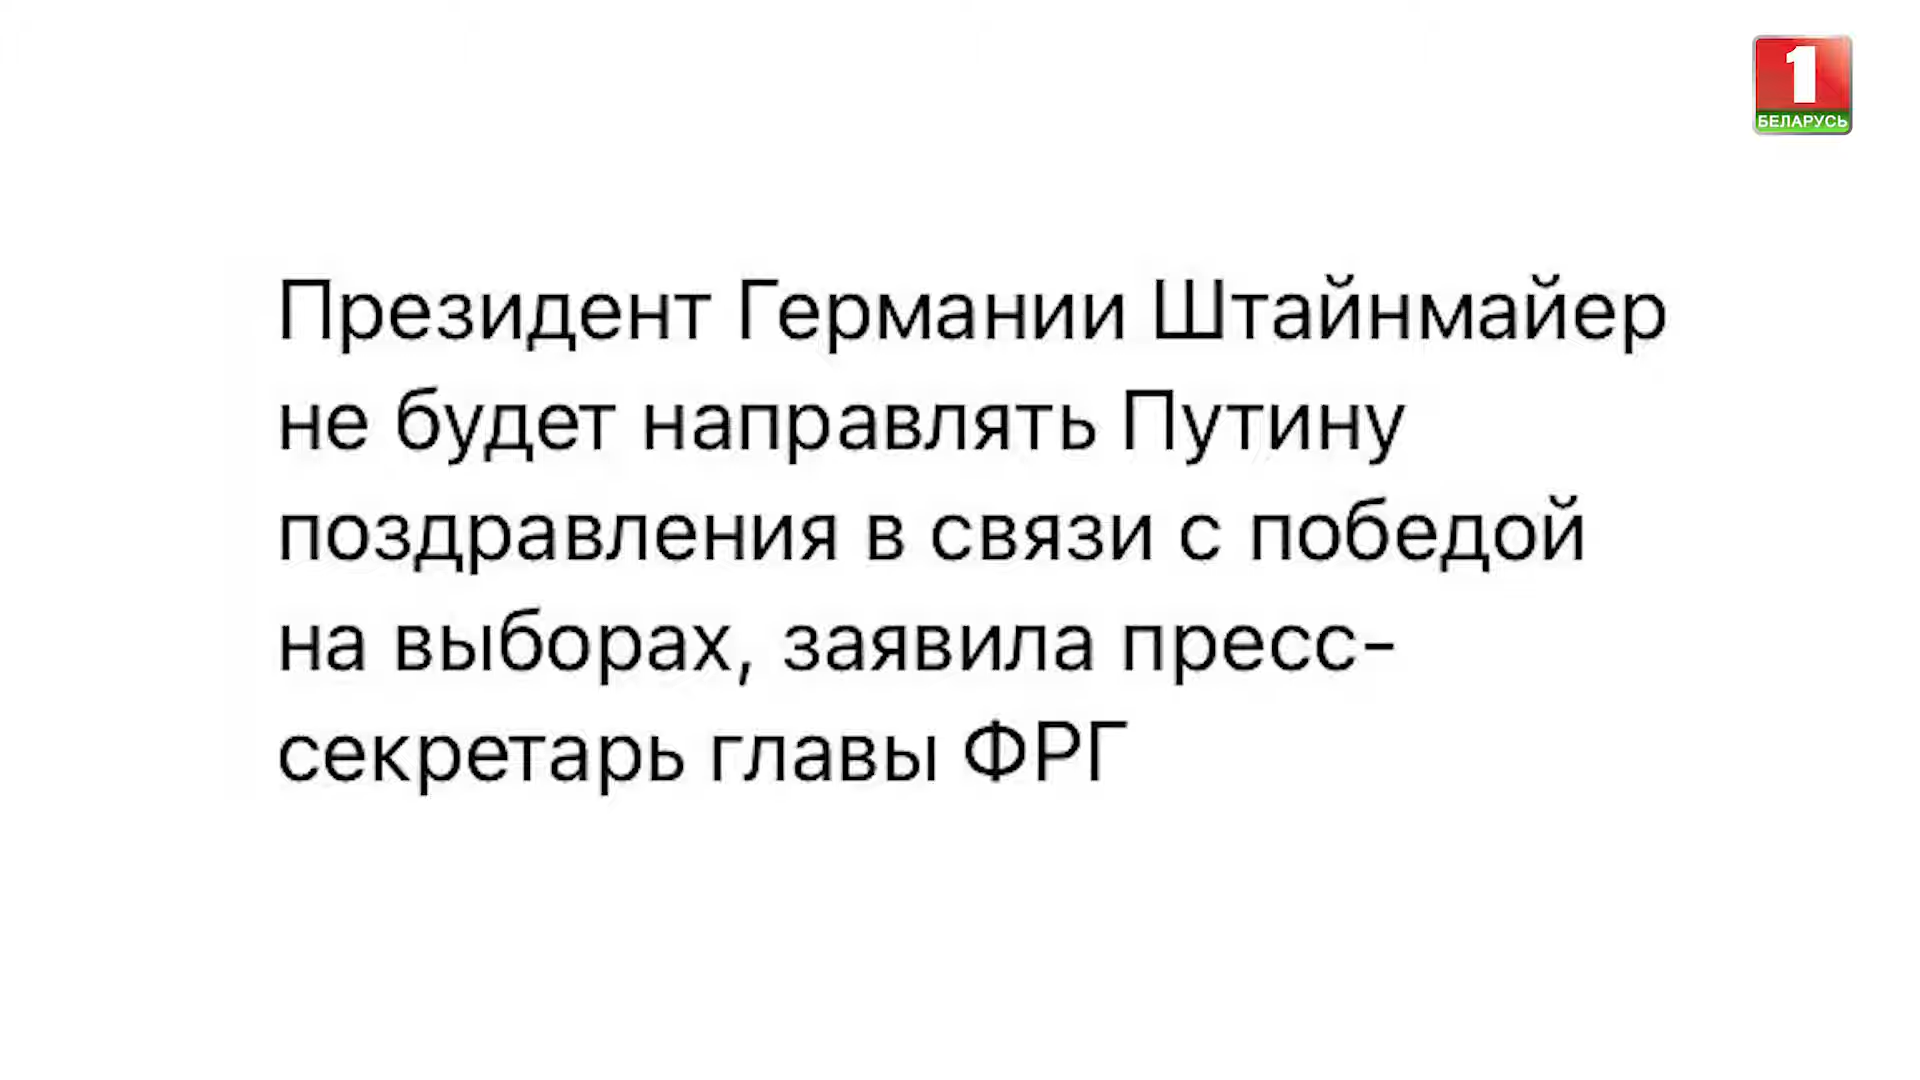 1
БЕЛАРУСЬ
Президент Германии Штайнмайер
не будет направлять Путину
поздравления в связи с победой
на выборах, заявила пресс-
секретарь главы ФРГ